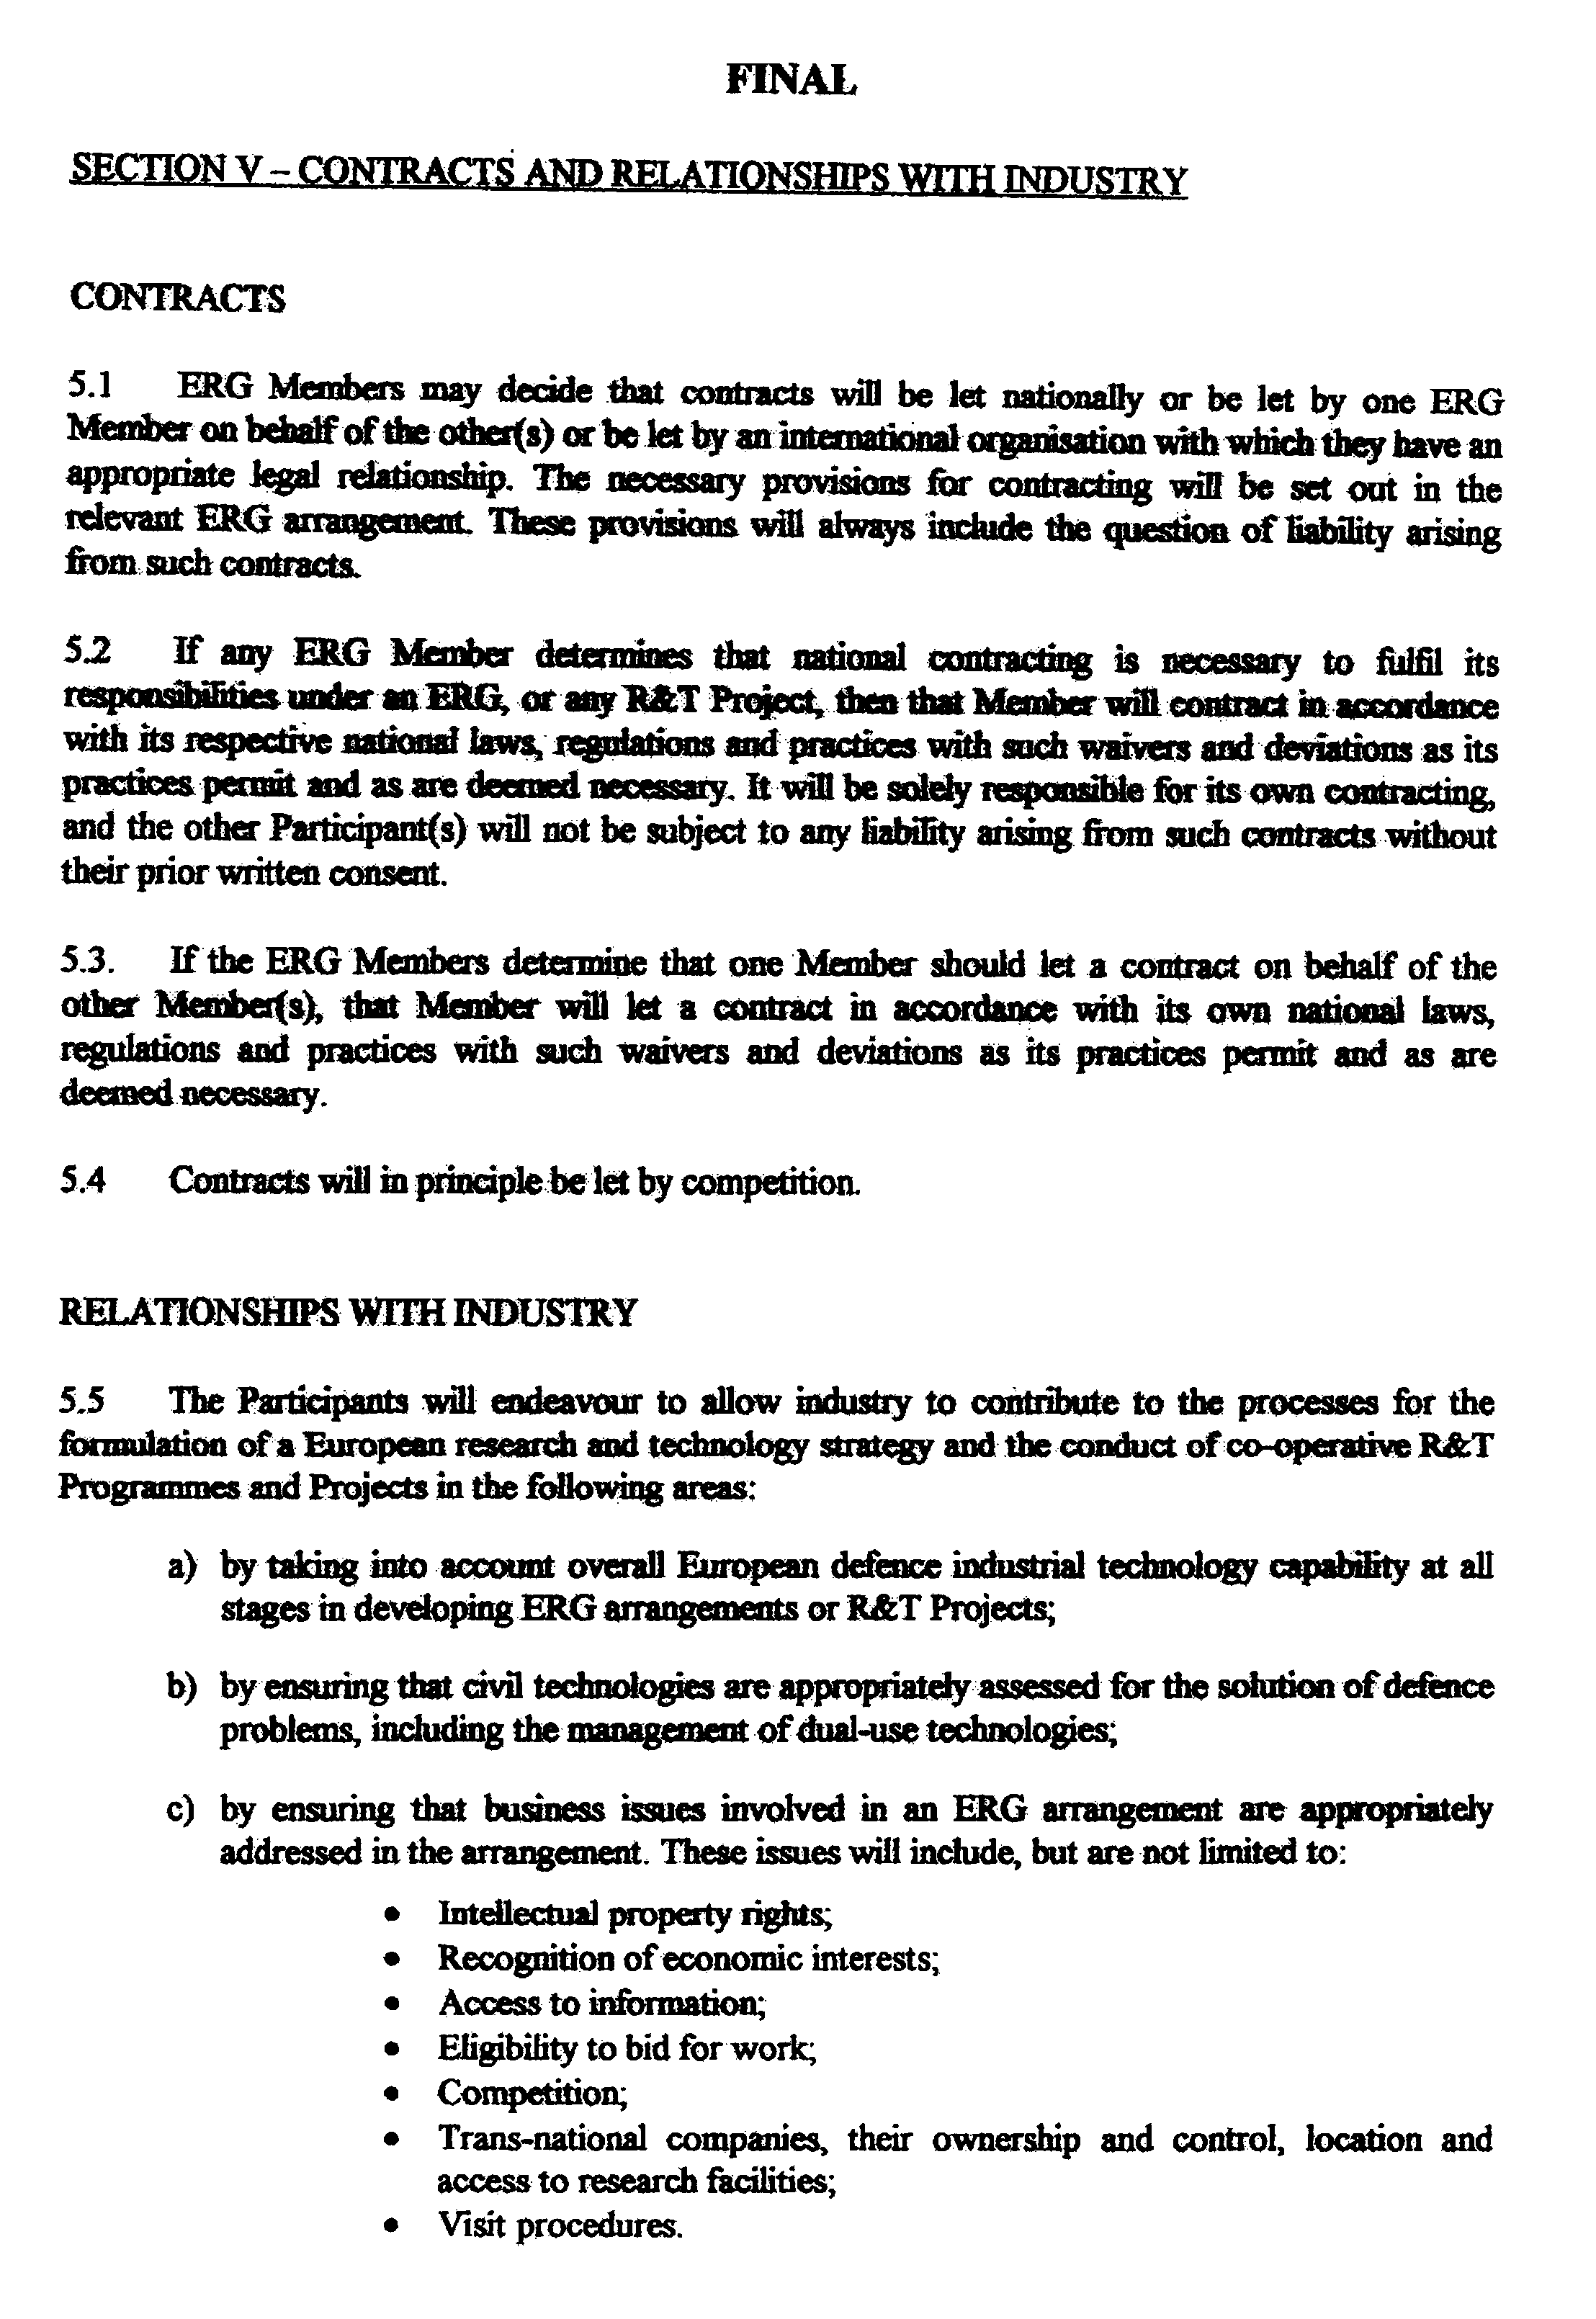 FINAL
SECTION V – CONTRACTS AND RELATIONSHIPS WITH INDUSTRY
CONTRACTS
5.1 ERG Members may decide that contracts will be let nationally or be let by one ERG
Member on behalf of the other(s) or be let by an international organisation with which they have an
appropriate legal relationship. The necessary provisions for contracting will be set out in the
relevant ERG arrangement. These provisions will always include the question of liability arising
from such contracts.
5.2 If any ERG Member determines that national contracting is necessary to fulfil its
responsibilities under an ERG, or any R&T Project, then that Member will contract in accordance
with its respective national laws, regulations and practices with such waivers and deviations as its
practices permit and as are deemed necessary. It will be solely responsible for its own contracting,
and the other Participant(s) will not be subject to any liability arising from such contracts without
their prior written consent.
5.3. If the ERG Members determine that one Member should let a contract on behalf of the
other Member(s), that Member will let a contract in accordance with its own national laws,
regulations and practices with such waivers and deviations as its practices permit and as are
deemed necessary.
5.4 Contracts will in principle be let by competition.
RELATIONSHIPS WITH INDUSTRY
5.5 The Participants will endeavour to allow industry to contribute to the processes for the
formulation of a European research and technology strategy and the conduct of co-operative R&T
Programmes and Projects in the following areas:
a) by taking into account overall European defence industrial technology capability at all
stages in developing ERG arrangements or R&T Projects;
b) by ensuring that civil technologies are appropriately assessed for the solution of defence
problems, including the management of dual-use technologies;
c) by ensuring that business issues involved in an ERG arrangement are appropriately
addressed in the arrangement. These issues will include, but are not limited to:
• Intellectual property rights;
• Recognition of economic interests;
• Access to information;
• Eligibility to bid for work;
• Competition;
• Trans-national companies, their ownership and control, location and
access to research facilities;
• Visit procedures.